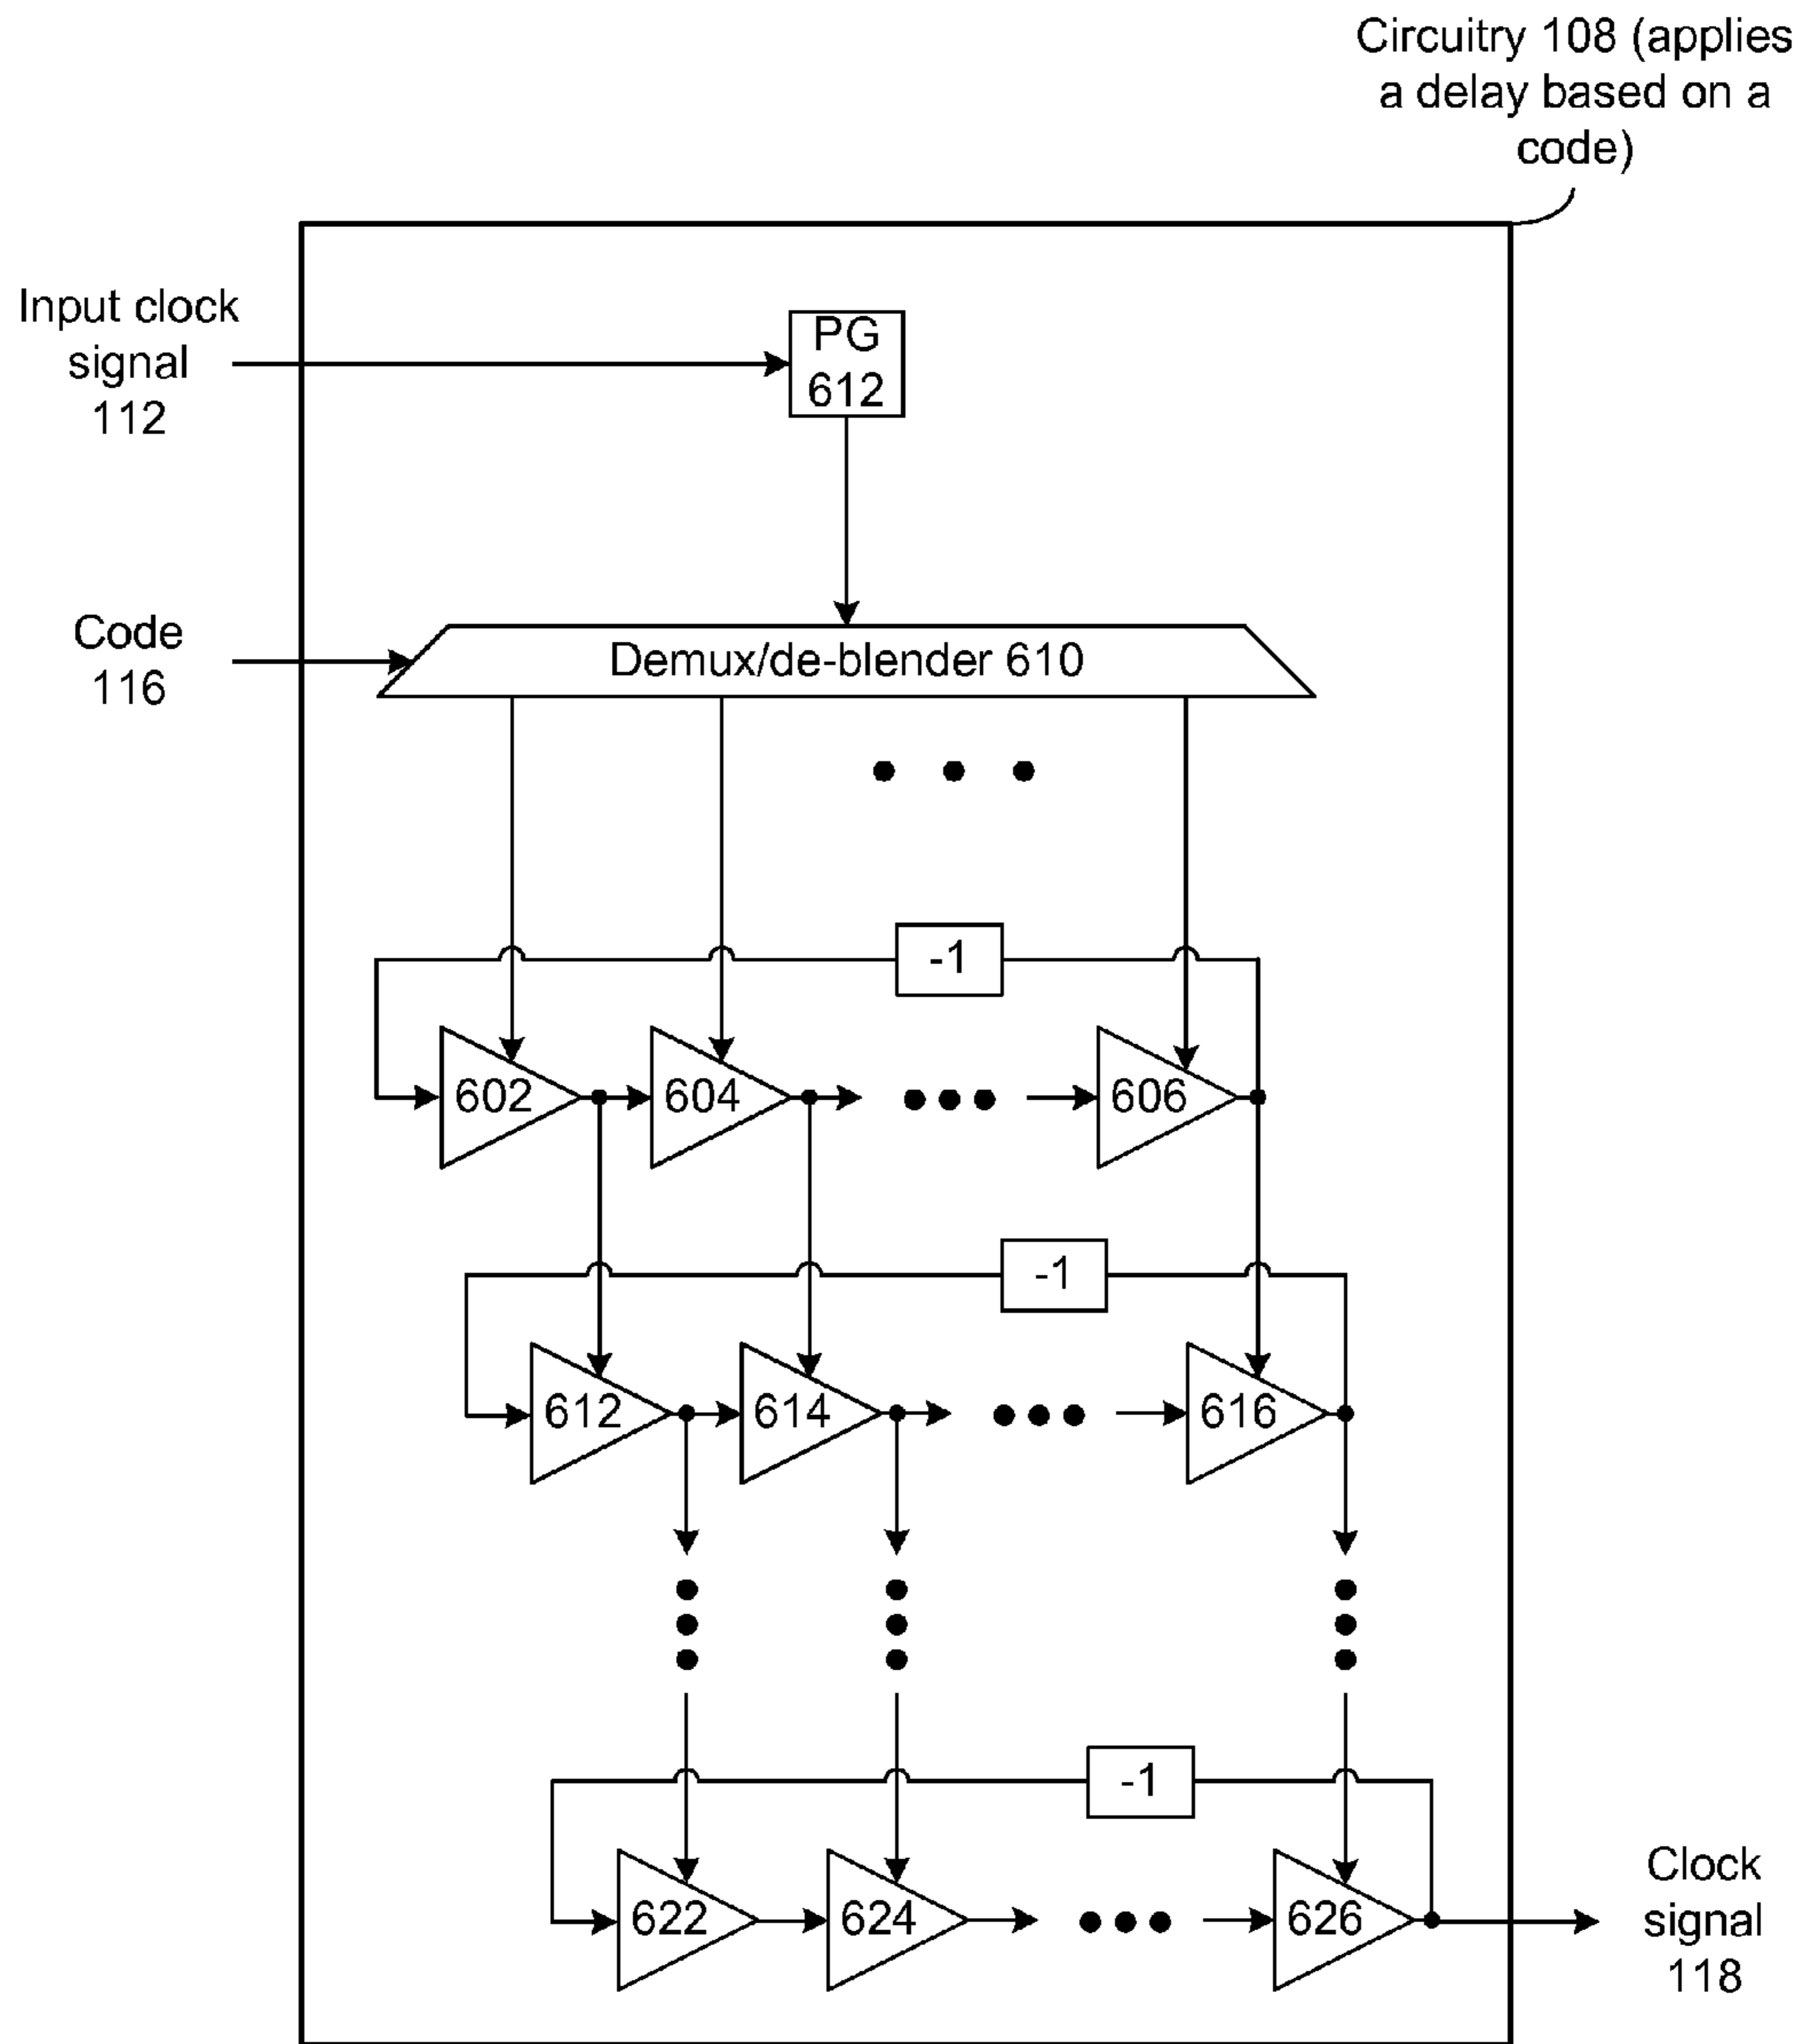 Circuitry 108 (applies
a delay based on a
code)
Input clock
signal
112
PG
612
Code
116
Demux/de-blender 610
-1
602
604
606
-1
612
614
616
-1
622
624
626
Clock
signal
118